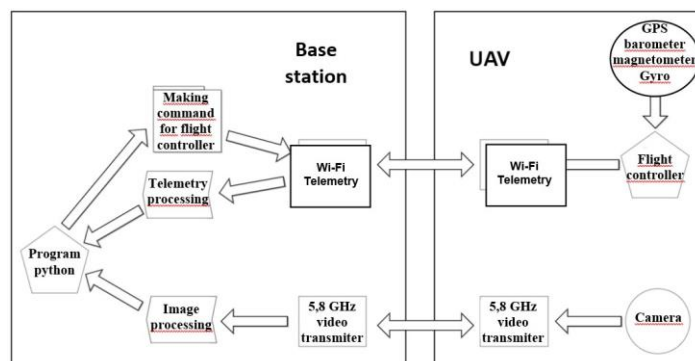 Base
station
UAV
GPS
barometer
magnetometer
Gyro
Making
command
for flight
controller
Wi-Fi
Telemetry
Wi-Fi
Telemetry
Flight
controller
Telemetry
processing
Program
python
Image
processing
5,8 GHz
video
transmiter
5,8 GHz
video
transmiter
Camera